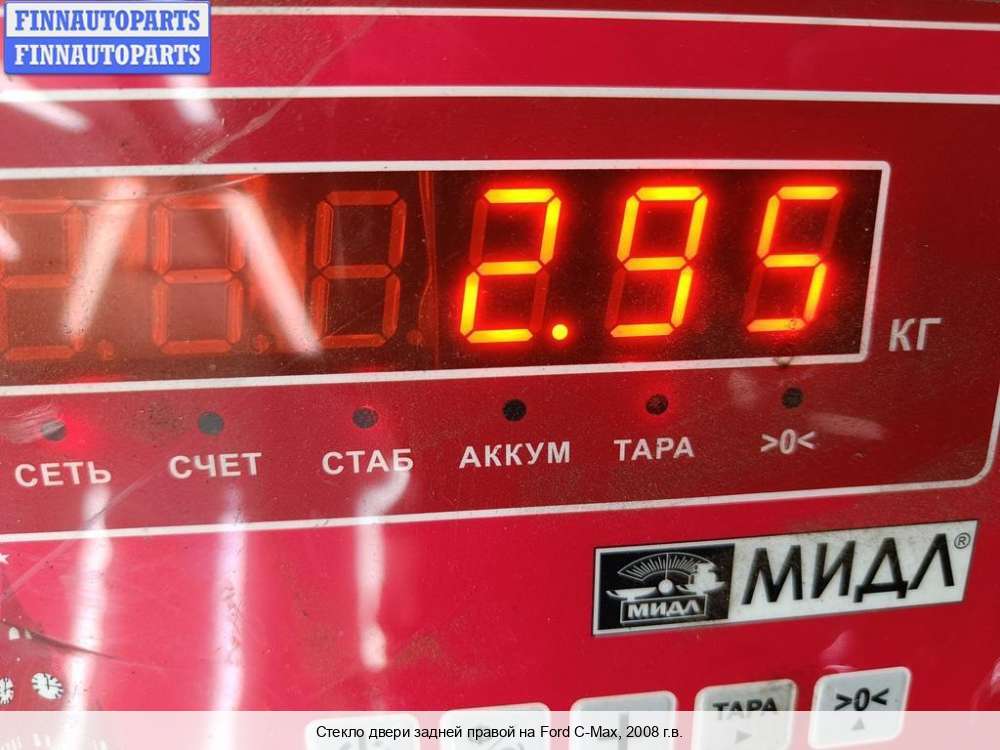 FINNAUTOPARTS
FINNAUTOPARTS
2.95
КГ
СЕТЬ СЧЕТ СТАБ АККУМ ТАРА >0<
МИДЛ МИДЛ®
ТАРА >0<
Стекло двери задней правой на Ford C-Max, 2008 г.в.